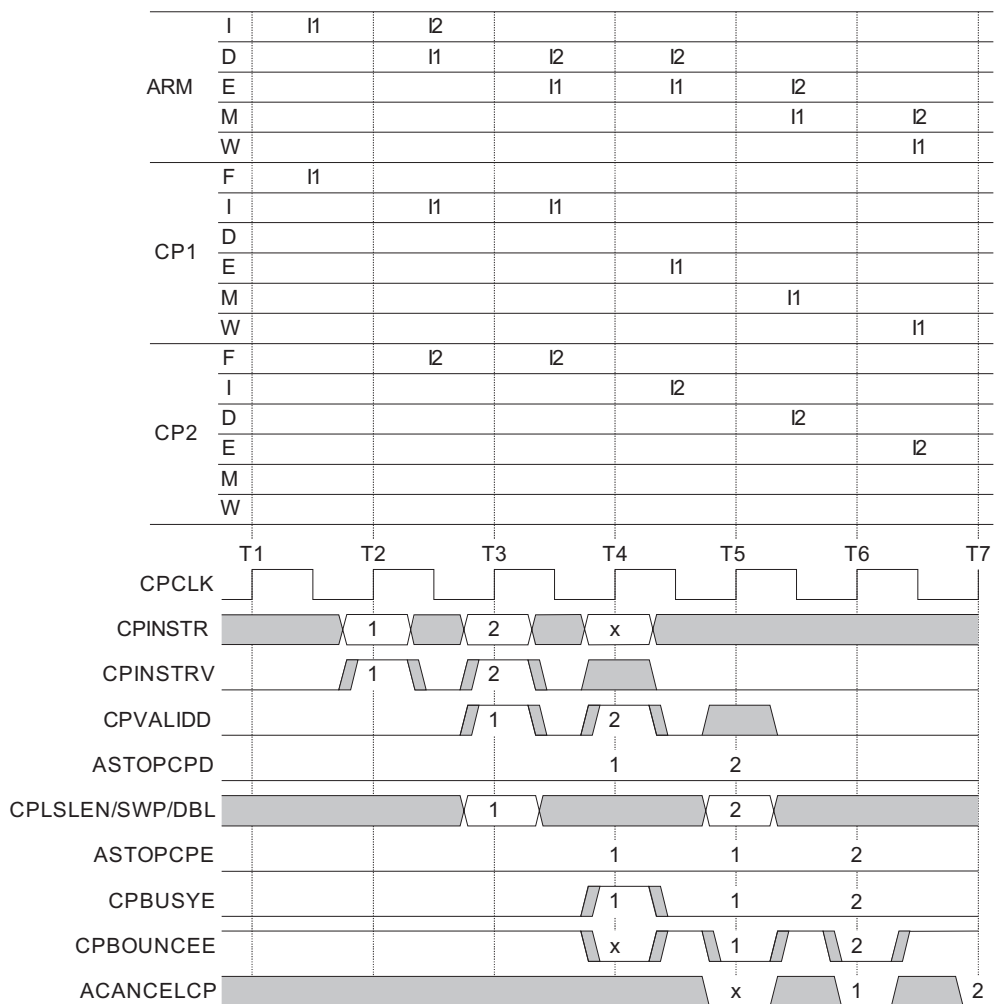 I I1 I2
D I1 I2 I2
ARM E I1 I1 I2
M I1 I2
W I1
F I1
I I1 I1
D
CP1
E I1
M I1
W I1
F I2 I2
I I2
D I2
CP2
E I2
M
W
T1 T2 T3 T4 T5 T6 T7
CPCLK
CPINSTR 1 2 x
CPINSTRV 1 2
CPVALIDD 1 2
ASTOPCPD 1 2
CPLSLEN/SWP/DBL 1 2
ASTOPCPE 1 1 2
CPBUSYE 1 1 2
CPBOUNCEE x 1 2
ACANCELCP x 1 2